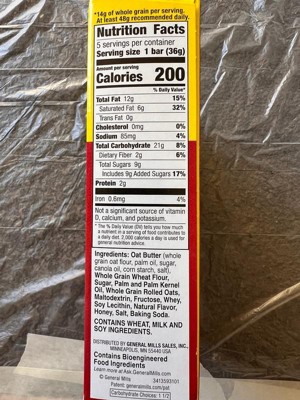 *14g of whole grain per serving.
At least 48g recommended daily.
Nutrition Facts
5 servings per container
Serving size 1 bar (36g)
Amount per serving
Calories 200
% Daily Value*
Total Fat 12g 15%
Saturated Fat 6g 32%
Trans Fat 0g
Cholesterol 0mg 0%
Sodium 85mg 4%
Total Carbohydrate 21g 8%
Dietary Fiber 2g 6%
Total Sugars 9g
Includes 9g Added Sugars 17%
Protein 2g
Iron 0.6mg 4%
Not a significant source of vitamin
D, calcium, and potassium.
* The % Daily Value (DV) tells you how much
a nutrient in a serving of food contributes to
a daily diet. 2,000 calories a day is used for
general nutrition advice.
Ingredients: Oat Butter (whole
grain oat flour, palm oil, sugar,
canola oil, corn starch, salt),
Whole Grain Wheat Flour,
Sugar, Palm and Palm Kernel
Oil, Whole Grain Rolled Oats,
Maltodextrin, Fructose, Whey,
Soy Lecithin, Natural Flavor,
Honey, Salt, Baking Soda.
CONTAINS WHEAT, MILK AND
SOY INGREDIENTS.
DISTRIBUTED BY GENERAL MILLS SALES, INC.,
MINNEAPOLIS, MN 55440 USA
Contains Bioengineered
Food Ingredients
Learn more at Ask.GeneralMills.com
© General Mills 3413593101
Patent: generalmills.com/pat
Carbohydrate Choices: 1 1/2